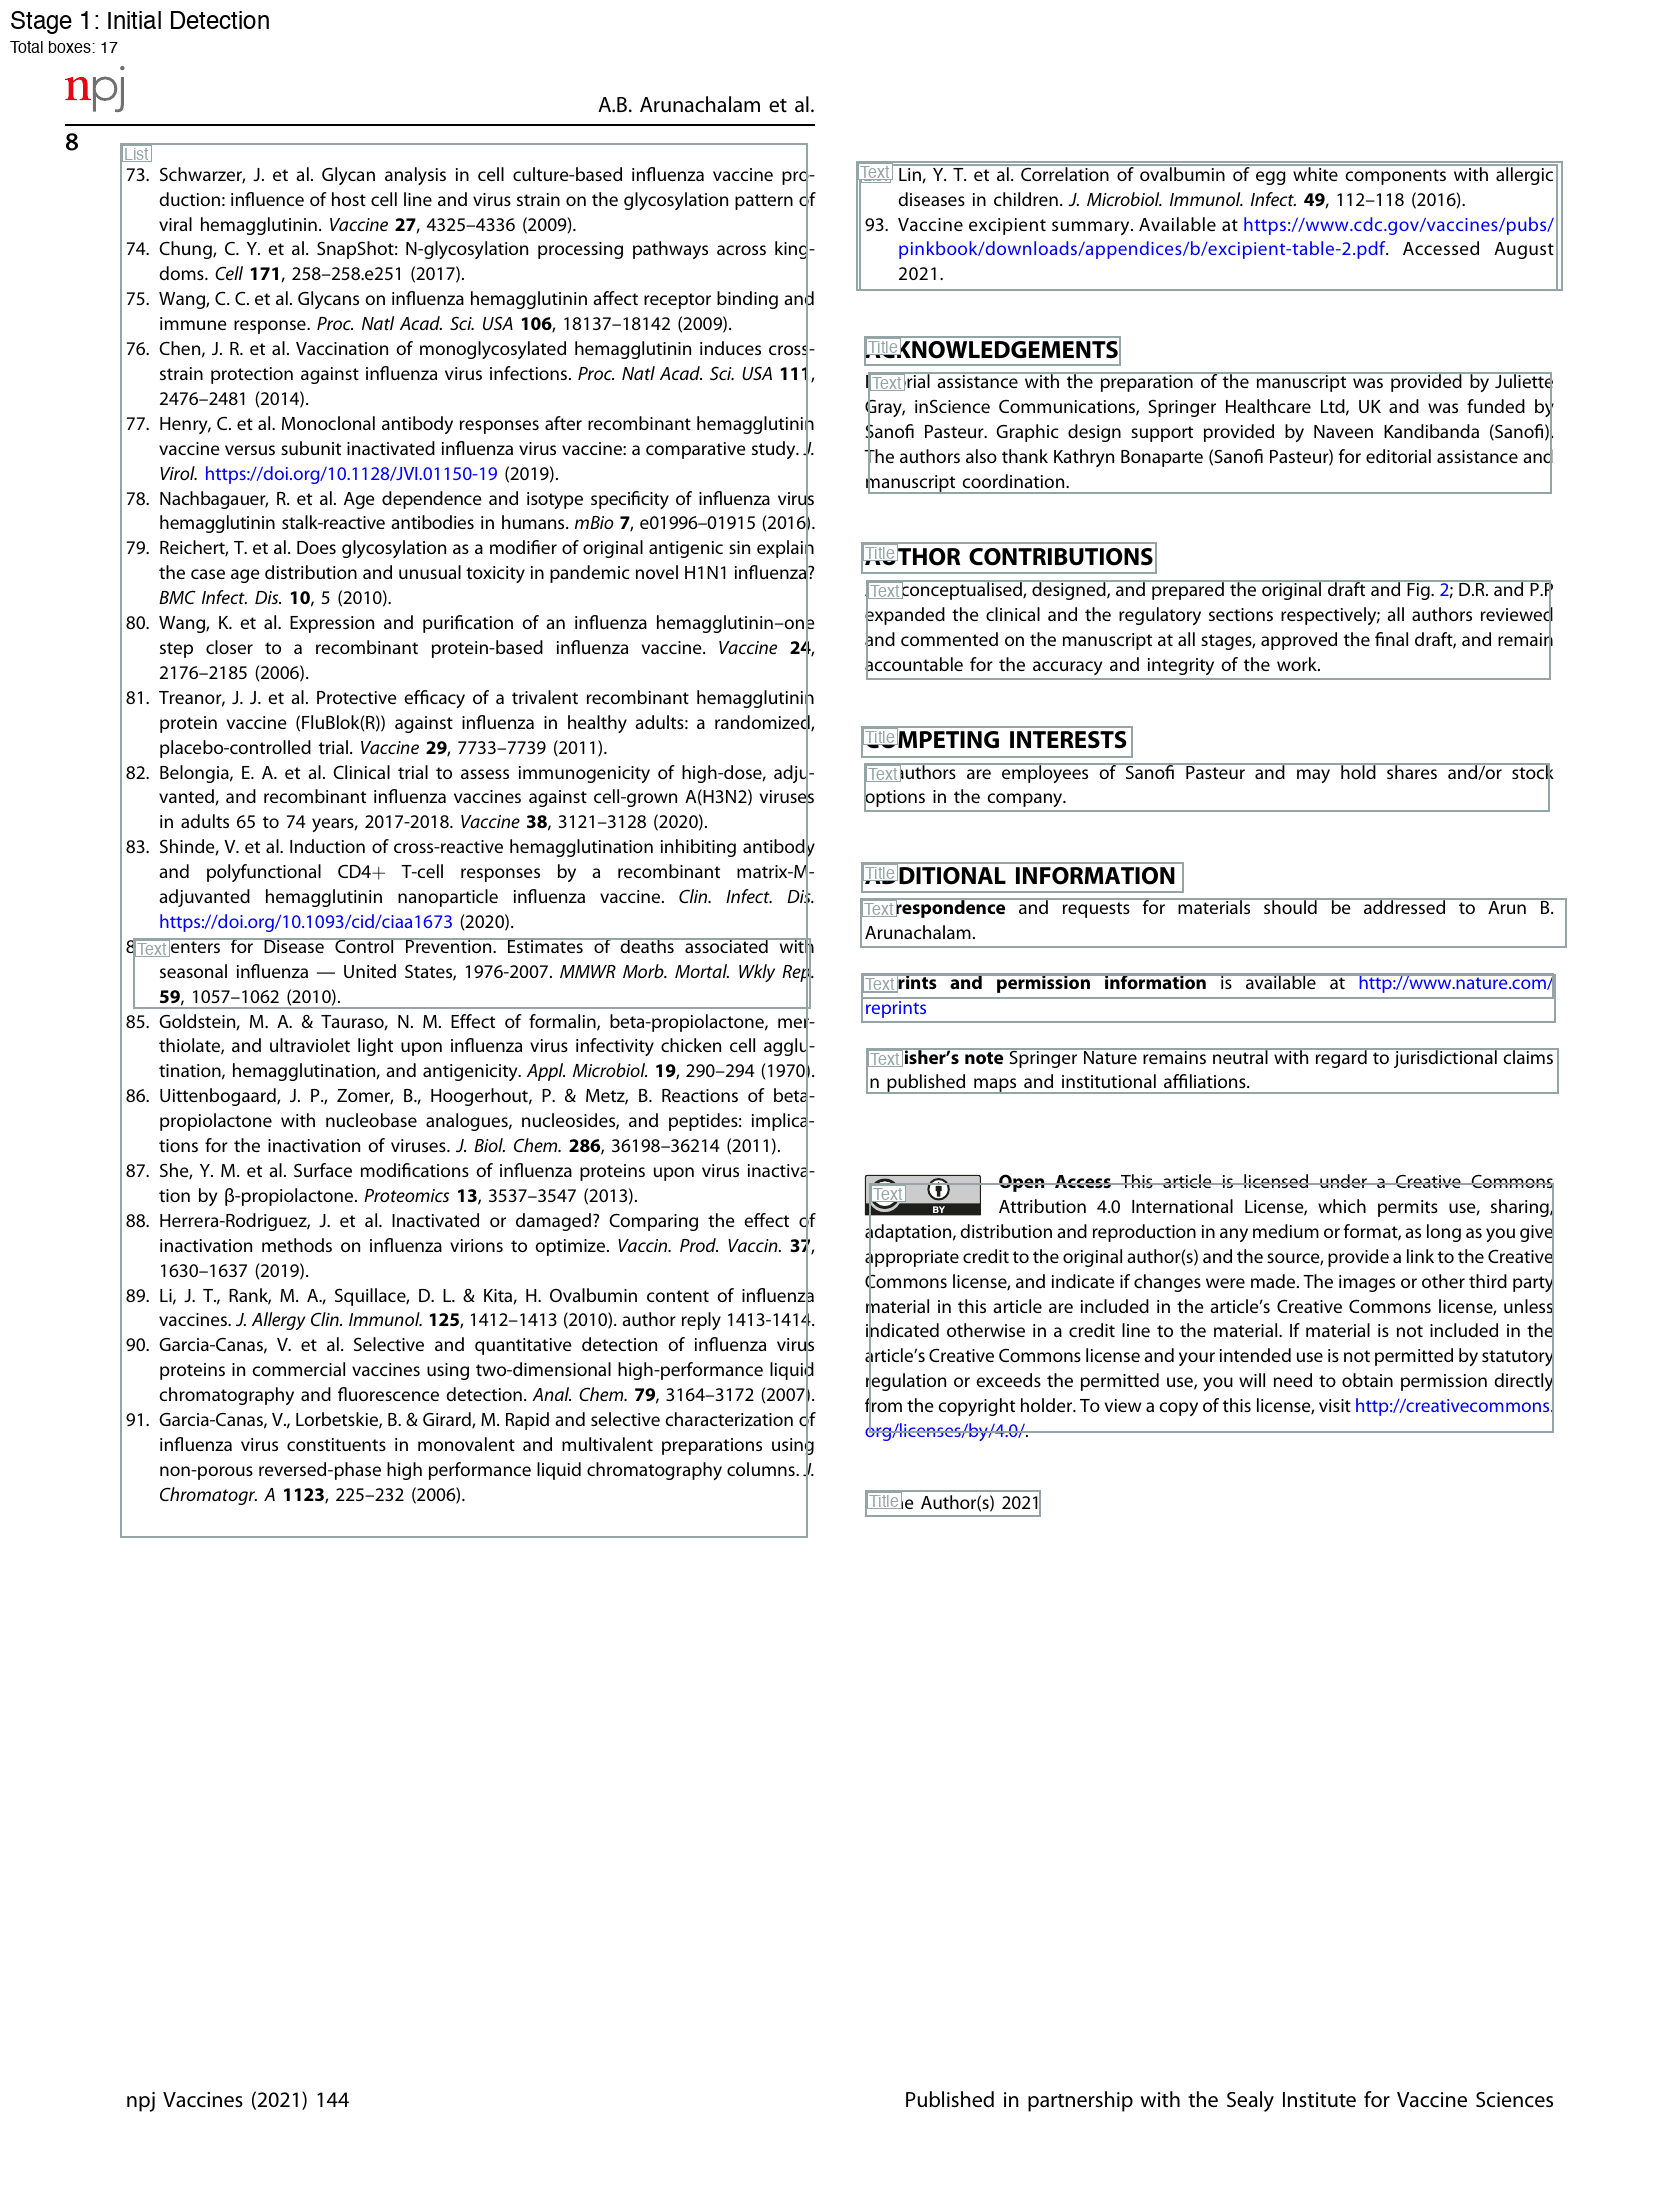 Stage 1: Initial Detection
Total boxes: 17
npj
A.B. Arunachalam et al.
8
List
73. Schwarzer, J. et al. Glycan analysis in cell culture-based influenza vaccine pro-
duction: influence of host cell line and virus strain on the glycosylation pattern of
viral hemagglutinin. Vaccine 27, 4325–4336 (2009).
74. Chung, C. Y. et al. SnapShot: N-glycosylation processing pathways across king-
doms. Cell 171, 258–258.e251 (2017).
75. Wang, C. C. et al. Glycans on influenza hemagglutinin affect receptor binding and
immune response. Proc. Natl Acad. Sci. USA 106, 18137–18142 (2009).
76. Chen, J. R. et al. Vaccination of monoglycosylated hemagglutinin induces cross-
strain protection against influenza virus infections. Proc. Natl Acad. Sci. USA 111,
2476–2481 (2014).
77. Henry, C. et al. Monoclonal antibody responses after recombinant hemagglutinin
vaccine versus subunit inactivated influenza virus vaccine: a comparative study. J.
Virol. https://doi.org/10.1128/JVI.01150-19 (2019).
78. Nachbagauer, R. et al. Age dependence and isotype specificity of influenza virus
hemagglutinin stalk-reactive antibodies in humans. mBio 7, e01996–01915 (2016).
79. Reichert, T. et al. Does glycosylation as a modifier of original antigenic sin explain
the case age distribution and unusual toxicity in pandemic novel H1N1 influenza?
BMC Infect. Dis. 10, 5 (2010).
80. Wang, K. et al. Expression and purification of an influenza hemagglutinin–one
step closer to a recombinant protein-based influenza vaccine. Vaccine 24,
2176–2185 (2006).
81. Treanor, J. J. et al. Protective efficacy of a trivalent recombinant hemagglutinin
protein vaccine (FluBlok(R)) against influenza in healthy adults: a randomized,
placebo-controlled trial. Vaccine 29, 7733–7739 (2011).
82. Belongia, E. A. et al. Clinical trial to assess immunogenicity of high-dose, adju-
vanted, and recombinant influenza vaccines against cell-grown A(H3N2) viruses
in adults 65 to 74 years, 2017-2018. Vaccine 38, 3121–3128 (2020).
83. Shinde, V. et al. Induction of cross-reactive hemagglutination inhibiting antibody
and polyfunctional CD4+ T-cell responses by a recombinant matrix-M-
adjuvanted hemagglutinin nanoparticle influenza vaccine. Clin. Infect. Dis.
https://doi.org/10.1093/cid/ciaa1673 (2020).
8 Text enters for Disease Control Prevention. Estimates of deaths associated with
seasonal influenza — United States, 1976-2007. MMWR Morb. Mortal. Wkly Rep.
59, 1057–1062 (2010).
85. Goldstein, M. A. & Tauraso, N. M. Effect of formalin, beta-propiolactone, mer-
thiolate, and ultraviolet light upon influenza virus infectivity chicken cell agglu-
tination, hemagglutination, and antigenicity. Appl. Microbiol. 19, 290–294 (1970).
86. Uittenbogaard, J. P., Zomer, B., Hoogerhout, P. & Metz, B. Reactions of beta-
propiolactone with nucleobase analogues, nucleosides, and peptides: implica-
tions for the inactivation of viruses. J. Biol. Chem. 286, 36198–36214 (2011).
87. She, Y. M. et al. Surface modifications of influenza proteins upon virus inactiva-
tion by β-propiolactone. Proteomics 13, 3537–3547 (2013).
88. Herrera-Rodriguez, J. et al. Inactivated or damaged? Comparing the effect of
inactivation methods on influenza virions to optimize. Vaccin. Prod. Vaccin. 37,
1630–1637 (2019).
89. Li, J. T., Rank, M. A., Squillace, D. L. & Kita, H. Ovalbumin content of influenza
vaccines. J. Allergy Clin. Immunol. 125, 1412–1413 (2010). author reply 1413-1414.
90. Garcia-Canas, V. et al. Selective and quantitative detection of influenza virus
proteins in commercial vaccines using two-dimensional high-performance liquid
chromatography and fluorescence detection. Anal. Chem. 79, 3164–3172 (2007).
91. Garcia-Canas, V., Lorbetskie, B. & Girard, M. Rapid and selective characterization of
influenza virus constituents in monovalent and multivalent preparations using
non-porous reversed-phase high performance liquid chromatography columns. J.
Chromatogr. A 1123, 225–232 (2006).
Text Lin, Y. T. et al. Correlation of ovalbumin of egg white components with allergic
diseases in children. J. Microbiol. Immunol. Infect. 49, 112–118 (2016).
93. Vaccine excipient summary. Available at https://www.cdc.gov/vaccines/pubs/
pinkbook/downloads/appendices/b/excipient-table-2.pdf. Accessed August
2021.
Title KNOWLEDGEMENTS
Text rial assistance with the preparation of the manuscript was provided by Juliette
Gray, inScience Communications, Springer Healthcare Ltd, UK and was funded by
Sanofi Pasteur. Graphic design support provided by Naveen Kandibanda (Sanofi).
The authors also thank Kathryn Bonaparte (Sanofi Pasteur) for editorial assistance and
manuscript coordination.
Title THOR CONTRIBUTIONS
Text conceptualised, designed, and prepared the original draft and Fig. 2; D.R. and P.P
expanded the clinical and the regulatory sections respectively; all authors reviewed
and commented on the manuscript at all stages, approved the final draft, and remain
accountable for the accuracy and integrity of the work.
Title OMPETING INTERESTS
Text authors are employees of Sanofi Pasteur and may hold shares and/or stock
options in the company.
Title DITIONAL INFORMATION
Text respondence and requests for materials should be addressed to Arun B.
Arunachalam.
Text rints and permission information is available at http://www.nature.com/
reprints
Text isher’s note Springer Nature remains neutral with regard to jurisdictional claims
n published maps and institutional affiliations.
Text
BY
Open Access This article is licensed under a Creative Commons
Attribution 4.0 International License, which permits use, sharing,
adaptation, distribution and reproduction in any medium or format, as long as you give
appropriate credit to the original author(s) and the source, provide a link to the Creative
Commons license, and indicate if changes were made. The images or other third party
material in this article are included in the article’s Creative Commons license, unless
indicated otherwise in a credit line to the material. If material is not included in the
article’s Creative Commons license and your intended use is not permitted by statutory
regulation or exceeds the permitted use, you will need to obtain permission directly
from the copyright holder. To view a copy of this license, visit http://creativecommons.
org/licenses/by/4.0/.
Title e Author(s) 2021
npj Vaccines (2021) 144
Published in partnership with the Sealy Institute for Vaccine Sciences